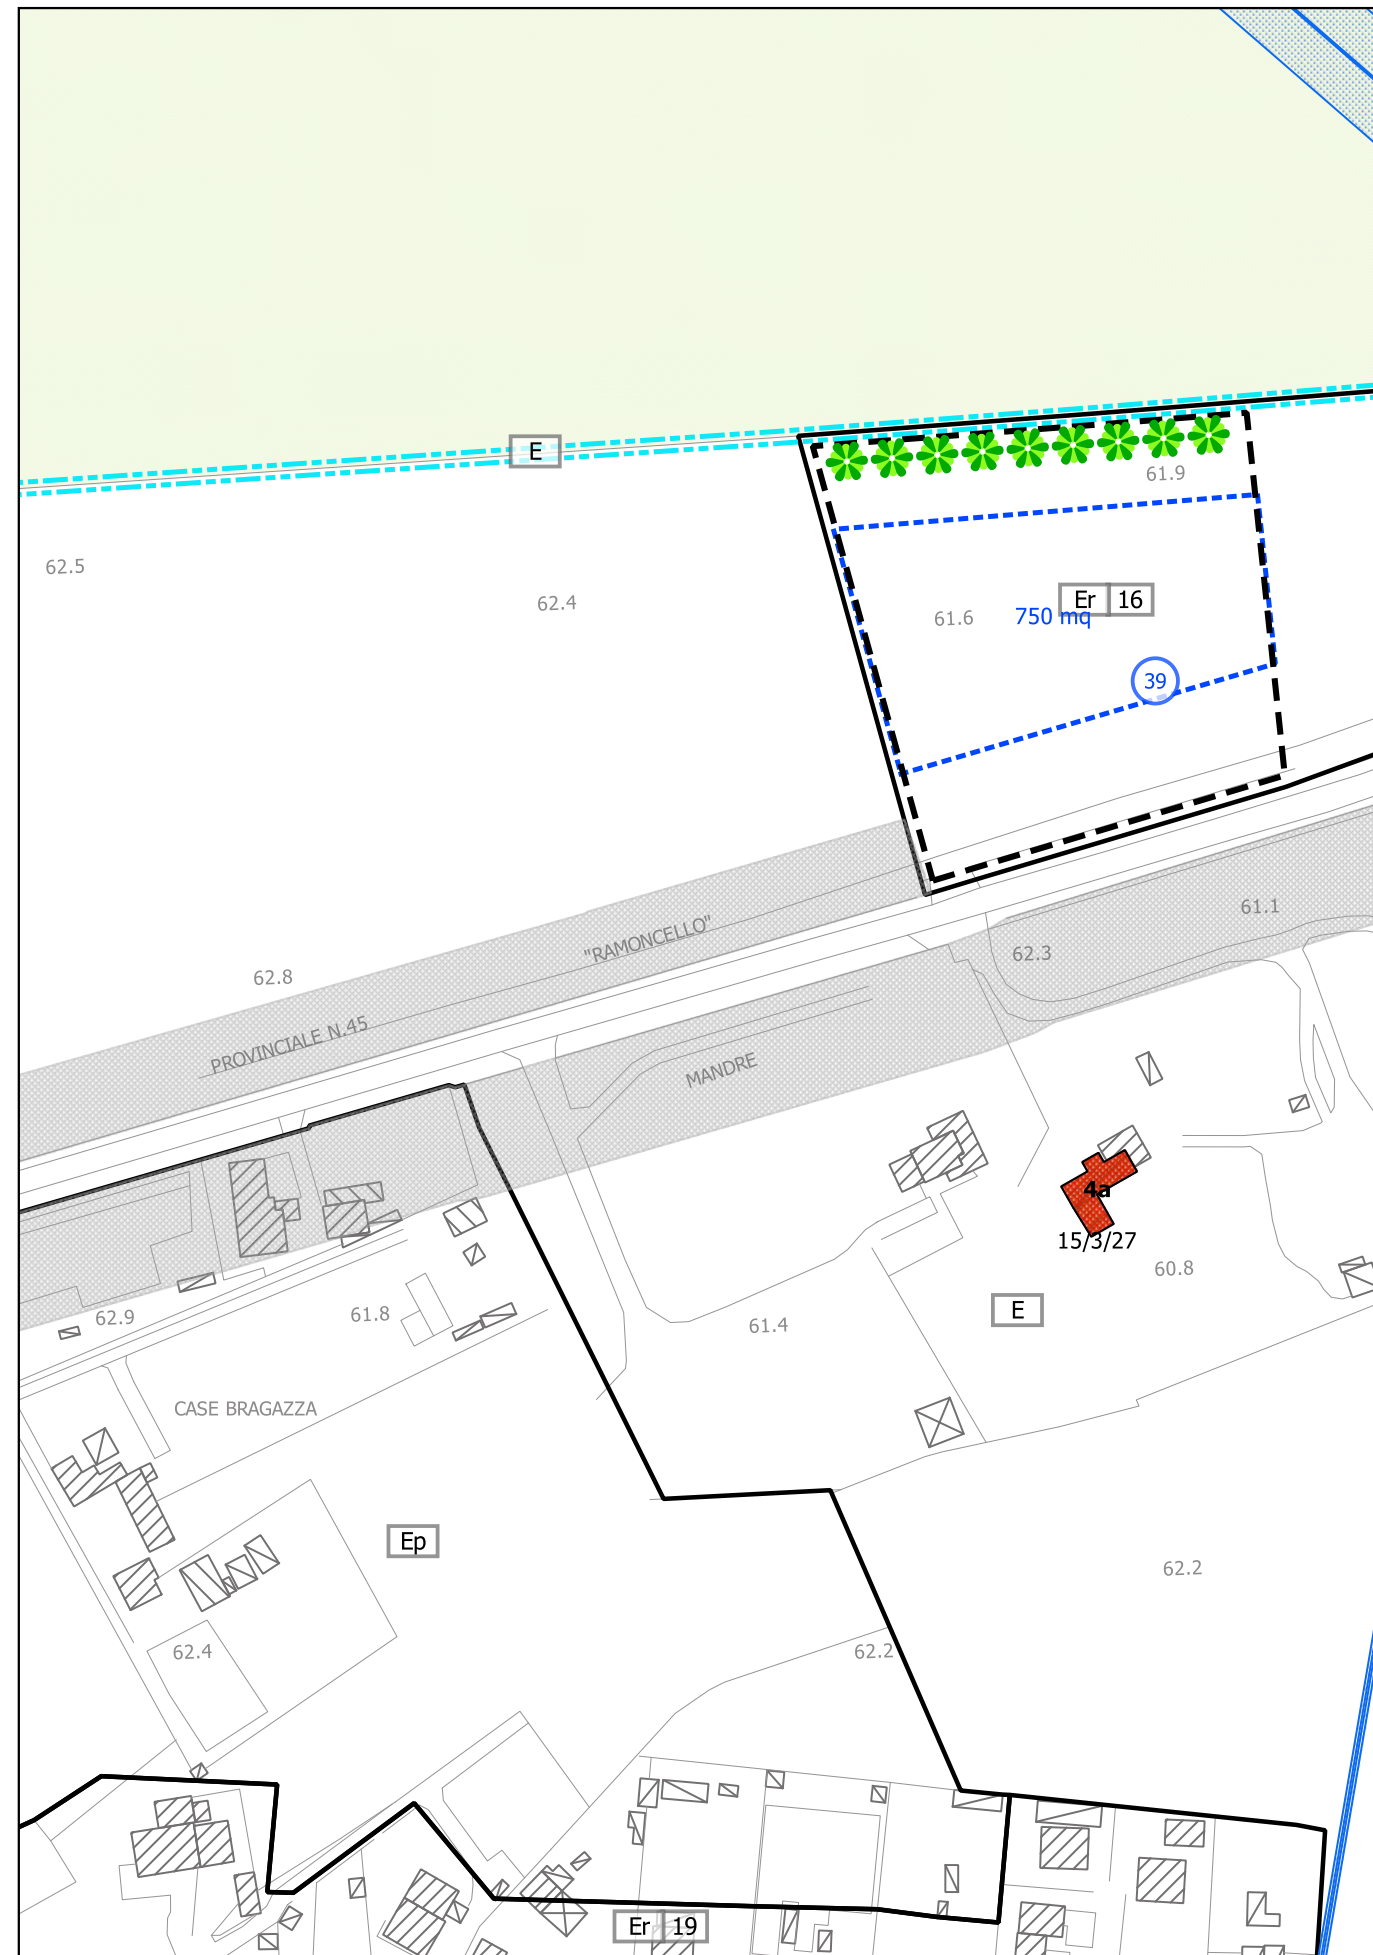 E
61.9
62.5
62.4
61.6
750 mq
Er 16
39
61.1
"RAMONCELLO"
62.3
62.8
PROVINCIALE N.45
MANDRE
4a
15/3/27
60.8
E
62.9
61.8
61.4
CASE BRAGAZZA
Ep
62.2
62.4
62.2
Er 19